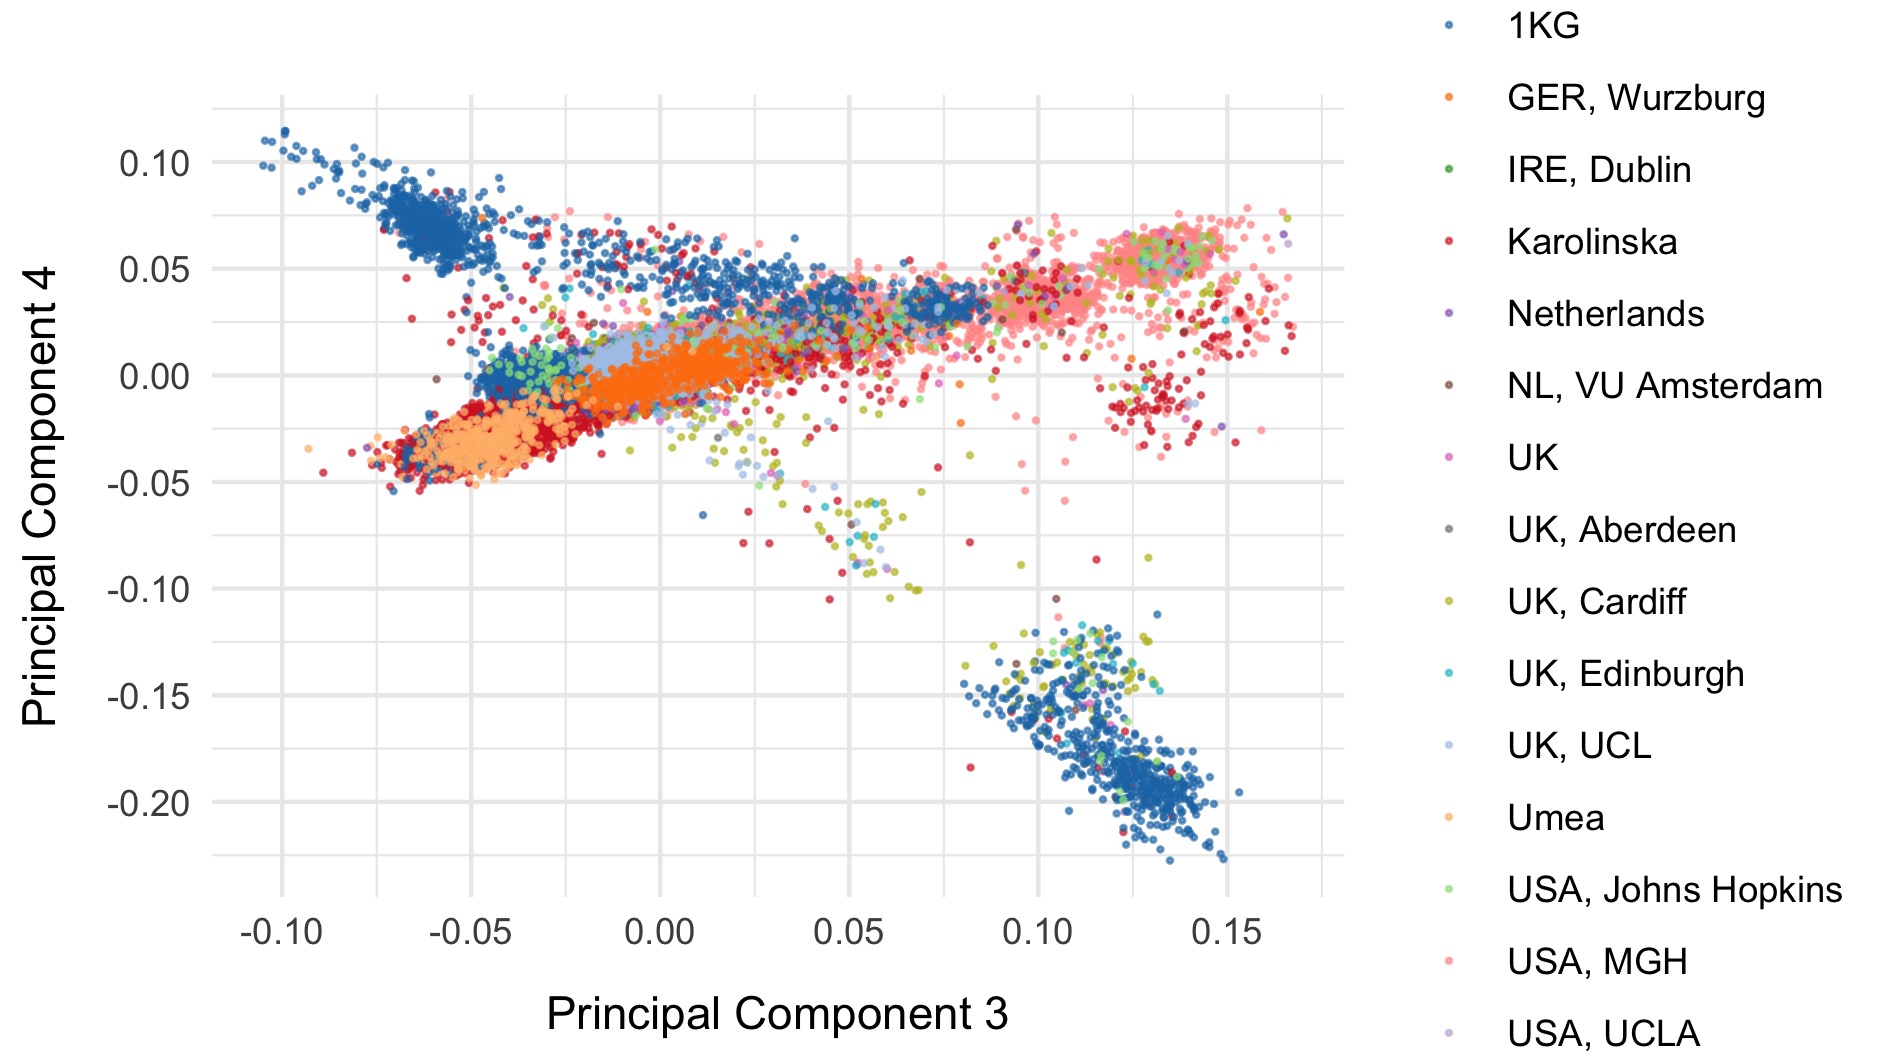 1KG
GER, Wurzburg
IRE, Dublin
Karolinska
Netherlands
NL, VU Amsterdam
UK
UK, Aberdeen
UK, Cardiff
UK, Edinburgh
UK, UCL
Umea
USA, Johns Hopkins
USA, MGH
USA, UCLA
Principal Component 4
0.10
0.05
0.00
-0.05
-0.10
-0.15
-0.20
-0.10 -0.05 0.00 0.05 0.10 0.15
Principal Component 3